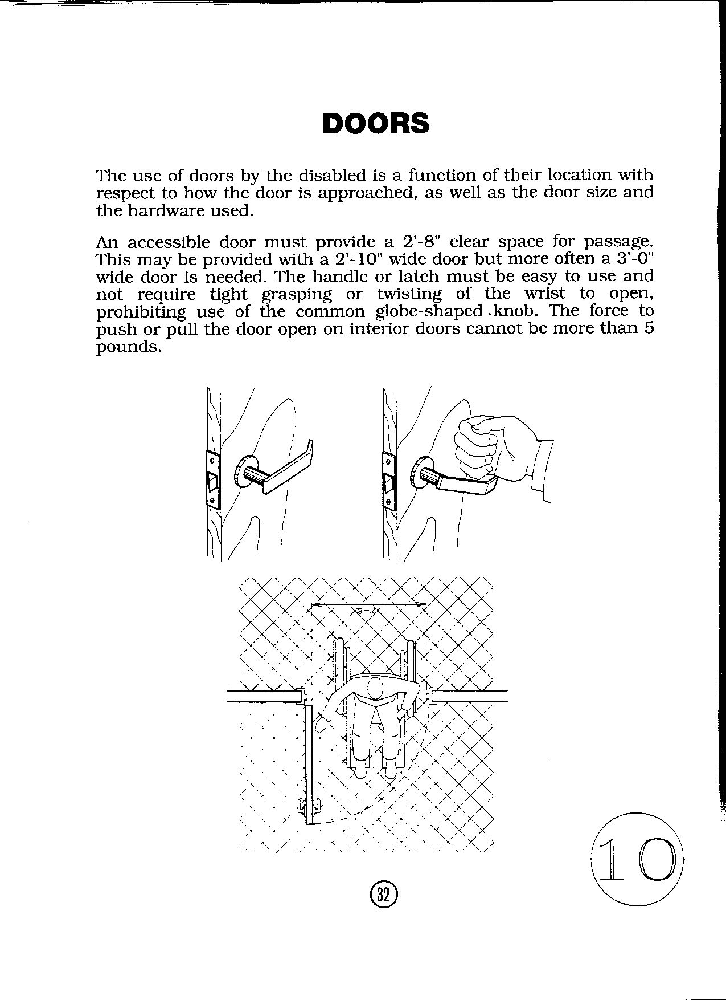 DOORS
The use of doors by the disabled is a function of their location with
respect to how the door is approached, as well as the door size and
the hardware used.
An accessible door must provide a 2'-8" clear space for passage.
This may be provided with a 2'-10" wide door but more often a 3'-0"
wide door is needed. The handle or latch must be easy to use and
not require tight grasping or twisting of the wrist to open,
prohibiting use of the common globe-shaped knob. The force to
push or pull the door open on interior doors cannot be more than 5
pounds.
2'-8"
10
32